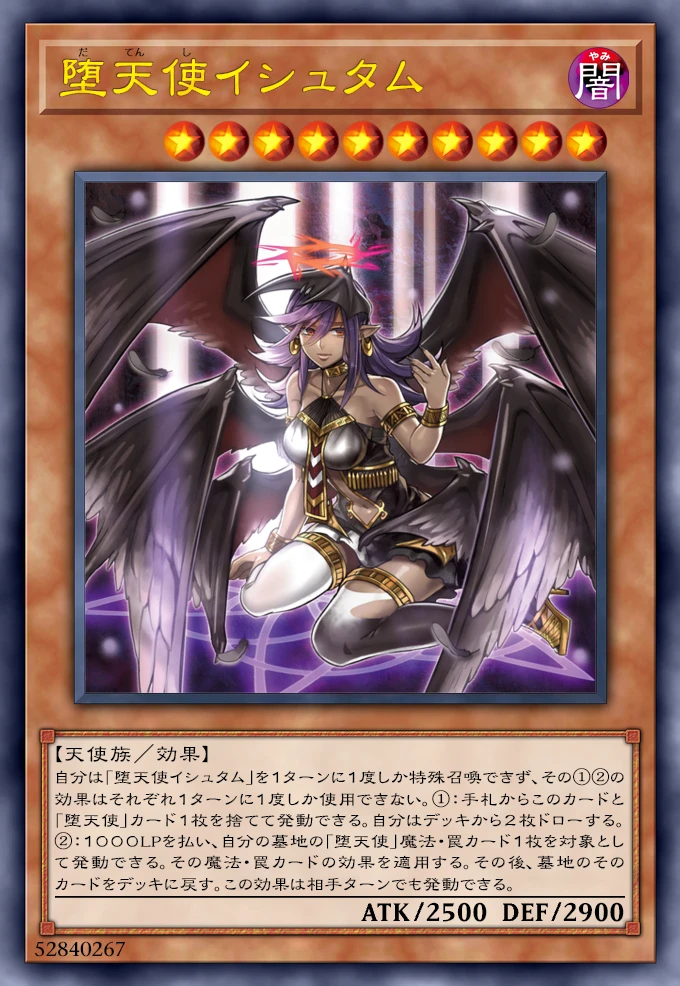 だ てん し
堕天使イシュタム
やみ
闇
【天使族／効果】
自分は「堕天使イシュタム」を1ターンに1度しか特殊召喚できず、その①②の
効果はそれぞれ1ターンに1度しか使用できない。①：手札からこのカードと
「堕天使」カード1枚を捨てて発動できる。自分はデッキから2枚ドローする。
②：1000LPを払い、自分の墓地の「堕天使」魔法・罠カード1枚を対象とし
て発動できる。その魔法・罠カードの効果を適用する。その後、墓地のその
カードをデッキに戻す。この効果は相手ターンでも発動できる。
ATK/2500 DEF/2900
52840267